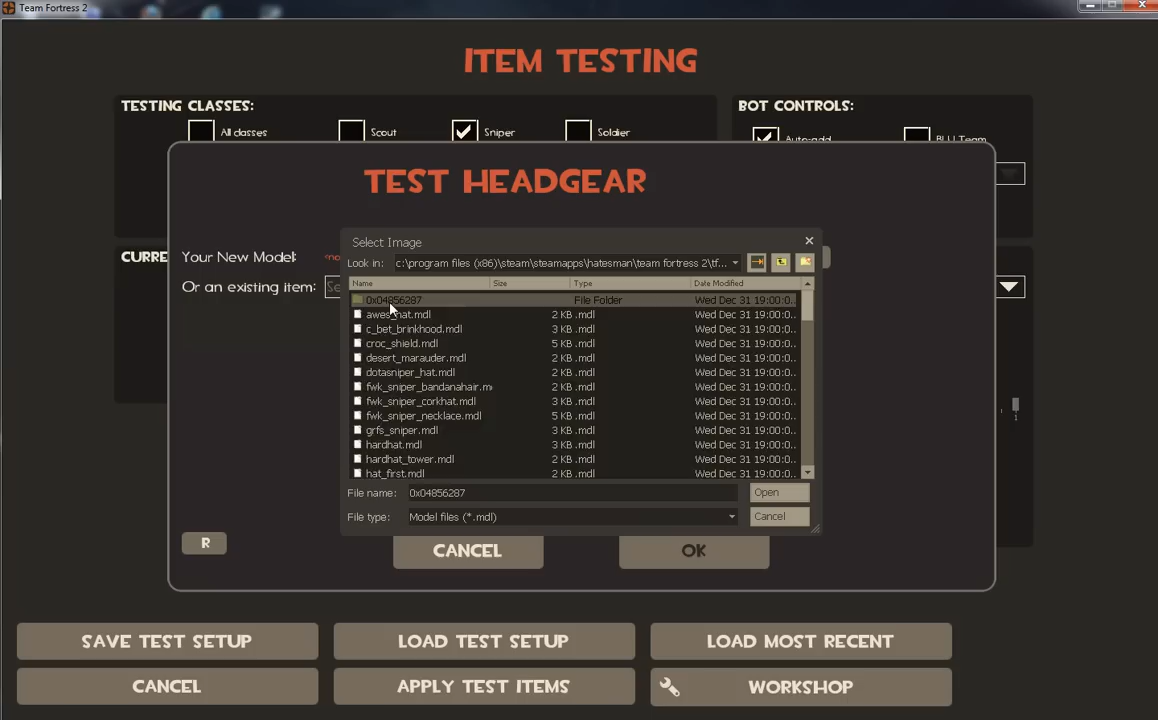 Team Fortress 2
ITEM TESTING
TESTING CLASSES:
BOT CONTROLS:
All classes
Scout
Sniper
Soldier
Auto-add
BLU Team
TEST HEADGEAR
CURRE
Your New Model:
Or an existing item:
Select Image
Look in: c:\program files (x86)\steam\steamapps\hatesman\team fortress 2\tf...
Name Size Type Date Modified
0x04856287 File Folder Wed Dec 31 19:00:0..
awes_hat.mdl 2 KB .mdl Wed Dec 31 19:00:0..
c_bet_brinkhood.mdl 3 KB .mdl Wed Dec 31 19:00:0..
croc_shield.mdl 5 KB .mdl Wed Dec 31 19:00:0..
desert_marauder.mdl 2 KB .mdl Wed Dec 31 19:00:0..
dotasniper_hat.mdl 2 KB .mdl Wed Dec 31 19:00:0..
fwk_sniper_bandanahair.m 2 KB .mdl Wed Dec 31 19:00:0..
fwk_sniper_corkhat.mdl 3 KB .mdl Wed Dec 31 19:00:0..
fwk_sniper_necklace.mdl 5 KB .mdl Wed Dec 31 19:00:0..
grfs_sniper.mdl 3 KB .mdl Wed Dec 31 19:00:0..
hardhat.mdl 3 KB .mdl Wed Dec 31 19:00:0..
hardhat_tower.mdl 2 KB .mdl Wed Dec 31 19:00:0..
hat_first.mdl 2 KB .mdl Wed Dec 31 19:00:0..
File name: 0x04856287 Open
File type: Model files (*.mdl) Cancel
R
CANCEL
OK
SAVE TEST SETUP
LOAD TEST SETUP
LOAD MOST RECENT
CANCEL
APPLY TEST ITEMS
WORKSHOP